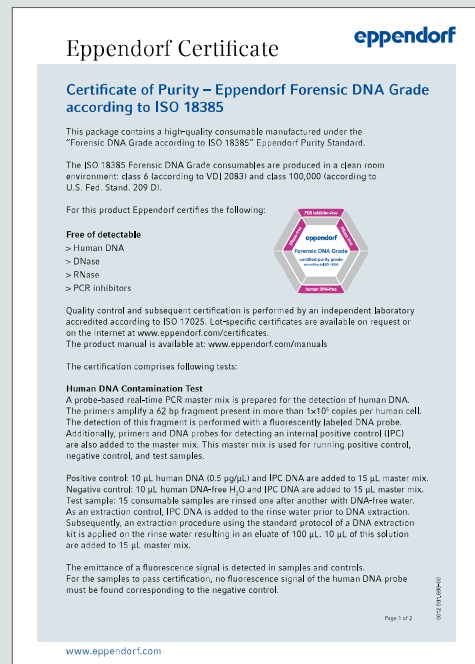 eppendorf
Eppendorf Certificate
Certificate of Purity – Eppendorf Forensic DNA Grade
according to ISO 18385
This package contains a high-quality consumable manufactured under the
"Forensic DNA Grade according to ISO 18385" Eppendorf Purity Standard.
The ISO 18385 Forensic DNA Grade consumables are produced in a clean room
environment: class 6 (according to VDI 2083) and class 100,000 (according to
U.S. Fed. Stand. 209 D).
For this product Eppendorf certifies the following:
Free of detectable
> Human DNA
> DNase
> RNase
> PCR inhibitors
PCR inhibitor-free
eppendorf
Forensic DNA Grade
certified purity grade
according to ISO 18385
human DNA-free
Quality control and subsequent certification is performed by an independent laboratory
accredited according to ISO 17025. Lot-specific certificates are available on request or
on the internet at www.eppendorf.com/certificates.
The product manual is available at: www.eppendorf.com/manuals
The certification comprises following tests:
Human DNA Contamination Test
A probe-based real-time PCR master mix is prepared for the detection of human DNA.
The primers amplify a 62 bp fragment present in more than copies per human cell.
The detection of this fragment is performed with a fluorescently labeled DNA probe.
Additionally, primers and DNA probes for detecting an internal positive control (IPC)
are also added to the master mix. This master mix is used for running positive control,
negative control, and test samples.
Positive control: 10 µL human DNA (0.5 pg/µL) and IPC DNA are added to 15 µL master mix.
Negative control: 10 µL human DNA-free H₂O and IPC DNA are added to 15 µL master mix.
Test sample: 15 consumable samples are rinsed one after another with DNA-free water.
As an extraction control, IPC DNA is added to the rinse water prior to DNA extraction.
Subsequently, an extraction procedure using the standard protocol of a DNA extraction
kit is applied on the rinse water resulting in an eluate of 100 µL. 10 µL of this solution
are added to 15 µL master mix.
The emittance of a fluorescence signal is detected in samples and controls.
For the samples to pass certification, no fluorescence signal of the human DNA probe
must be found corresponding to the negative control.
Page 1 of 2
www.eppendorf.com